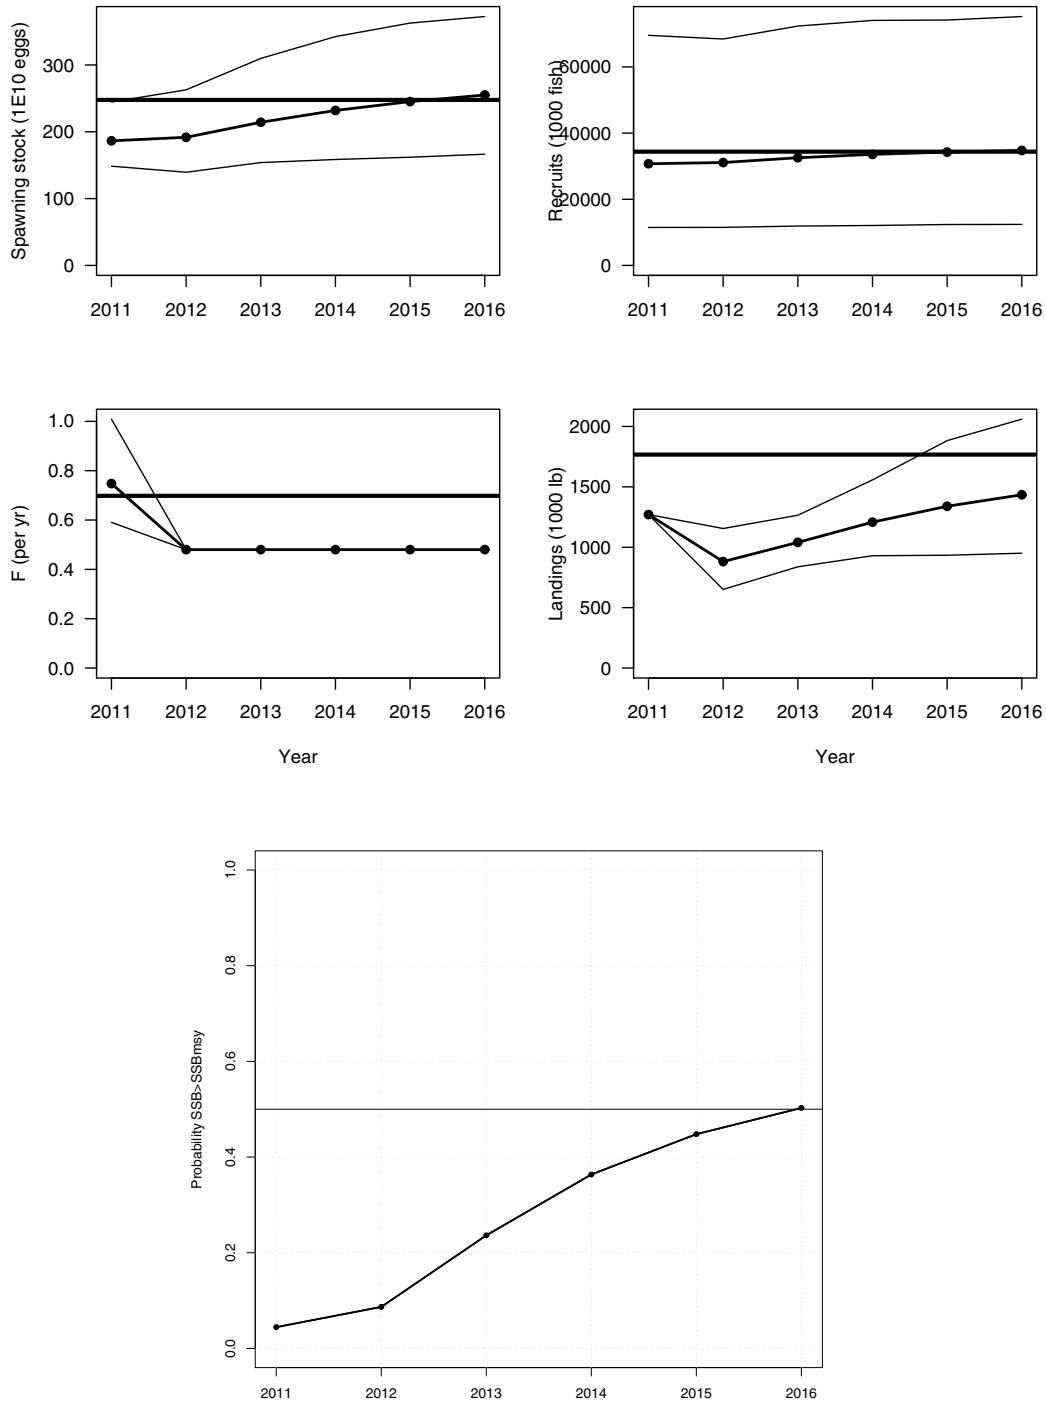 Spawning stock (1E10 eggs)
300
200
100
0
2011 2012 2013 2014 2015 2016
Recruits (1000 fish)
60000
40000
20000
0
2011 2012 2013 2014 2015 2016
F (per yr)
1.0
0.8
0.6
0.4
0.2
0.0
2011 2012 2013 2014 2015 2016
Year
Landings (1000 lb)
2000
1500
1000
500
0
2011 2012 2013 2014 2015 2016
Year
Probability SSB>SSBmsy
1.0
0.8
0.6
0.4
0.2
0.0
2011 2012 2013 2014 2015 2016